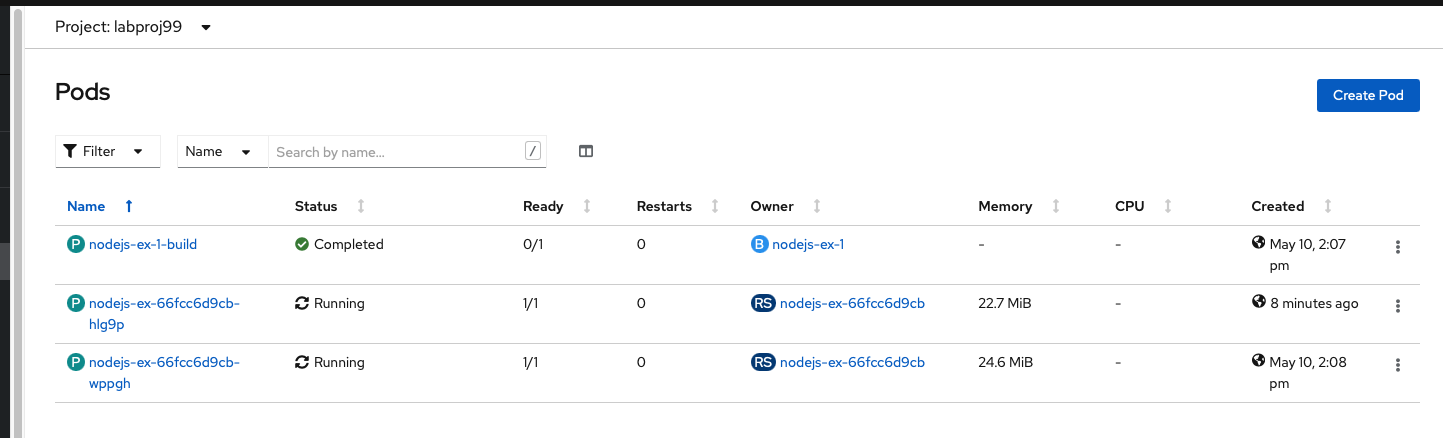 Project: labproj99
Pods
Create Pod
Filter Name Search by name... /
Name Status Ready Restarts Owner Memory CPU Created
P nodejs-ex-1-build Completed 0/1 0 B nodejs-ex-1 - - May 10, 2:07
pm
P nodejs-ex-66fcc6d9cb- Running 1/1 0 RS nodejs-ex-66fcc6d9cb 22.7 MiB - 8 minutes ago
hlg9p
P nodejs-ex-66fcc6d9cb- Running 1/1 0 RS nodejs-ex-66fcc6d9cb 24.6 MiB - May 10, 2:08
wppgh pm